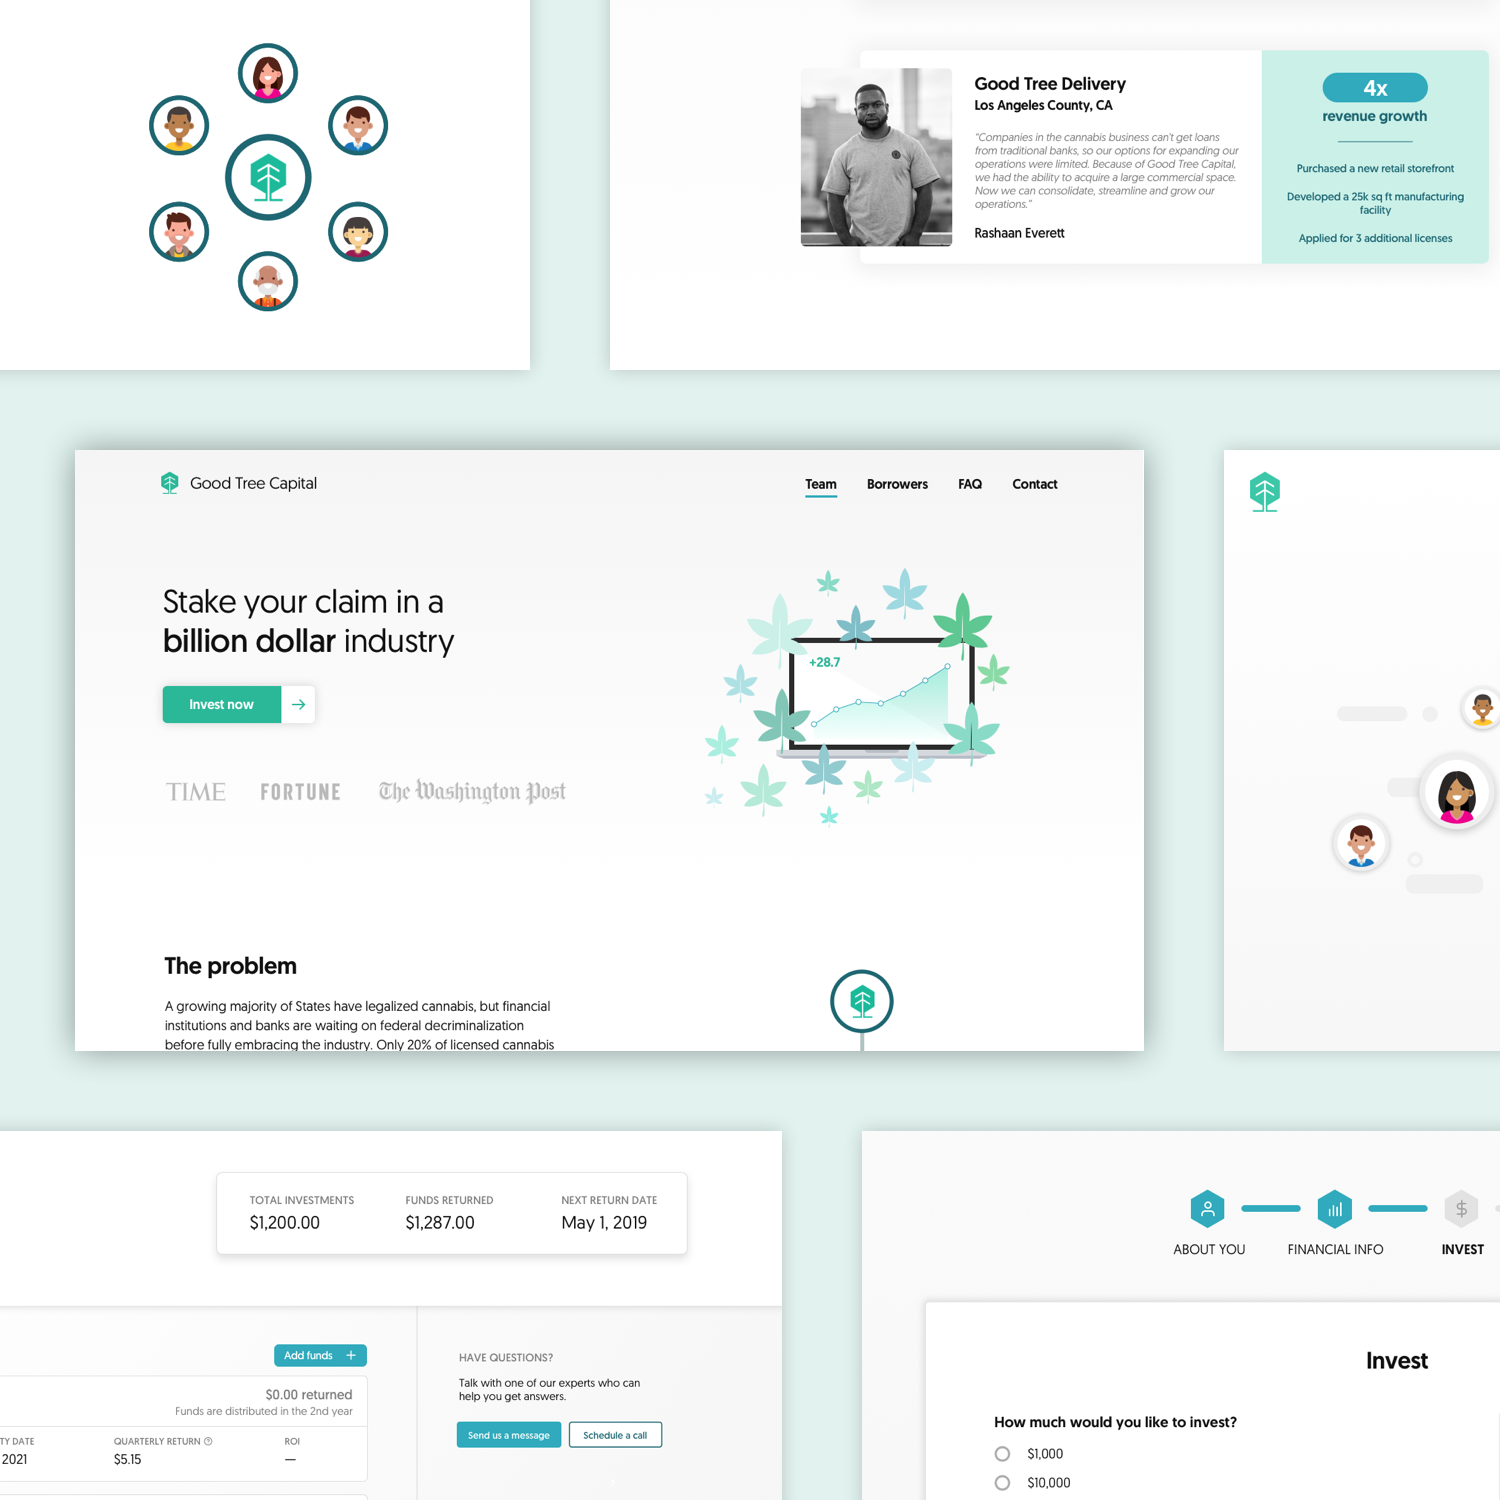 Good Tree Delivery
Los Angeles County, CA
"Companies in the cannabis business can't get loans
from traditional banks, so our options for expanding our
operations were limited. Because of Good Tree Capital,
we had the ability to acquire a large commercial space.
Now we can consolidate, streamline and grow our
operations."
Rashaan Everett
4x
revenue growth
Purchased a new retail storefront
Developed a 25k sq ft manufacturing
facility
Applied for 3 additional licenses
Good Tree Capital
Team Borrowers FAQ Contact
Stake your claim in a
billion dollar industry
Invest now
TIME FORTUNE The Washington Post
+28.7
The problem
A growing majority of States have legalized cannabis, but financial
institutions and banks are waiting on federal decriminalization
before fully embracing the industry. Only 20% of licensed cannabis
TOTAL INVESTMENTS FUNDS RETURNED NEXT RETURN DATE
$1,200.00 $1,287.00 May 1, 2019
Add funds +
$0.00 returned
Funds are distributed in the 2nd year
TY DATE QUARTERLY RETURN ? ROI
2021 $5.15 —
HAVE QUESTIONS?
Talk with one of our experts who can
help you get answers.
Send us a message Schedule a call
$
ABOUT YOU FINANCIAL INFO INVEST
Invest
How much would you like to invest?
$1,000
$10,000